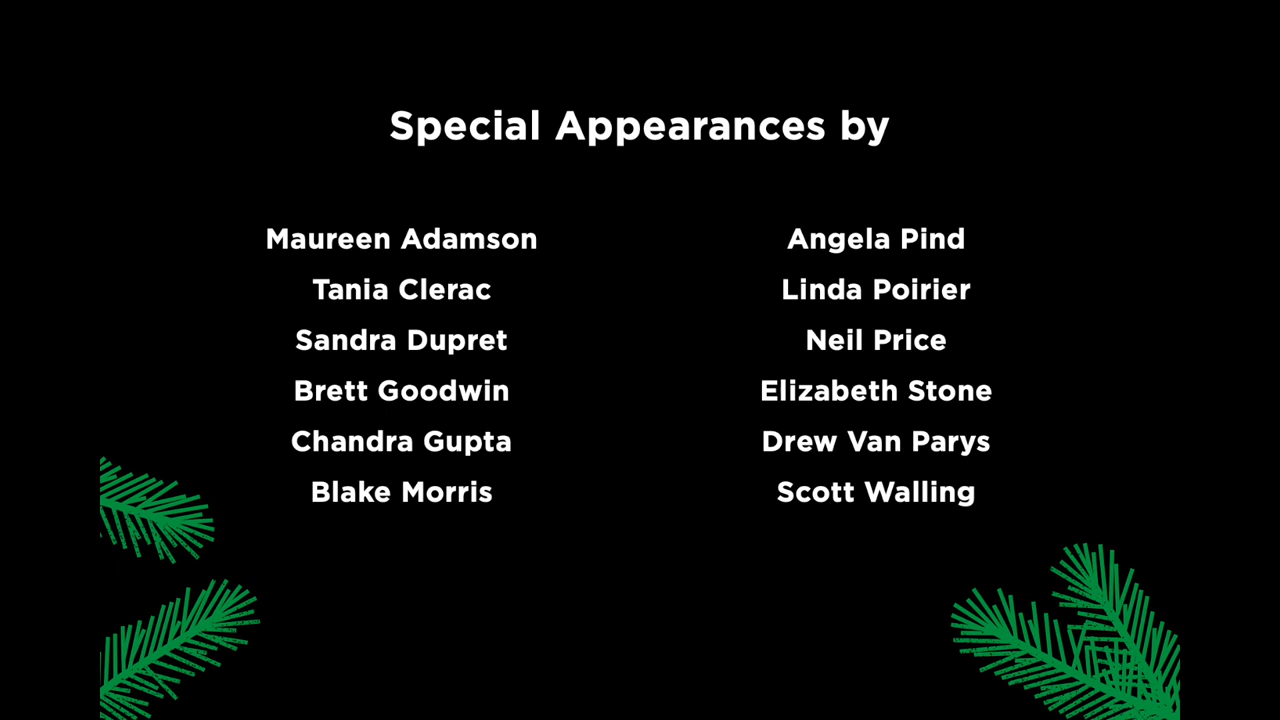 Special Appearances by
Maureen Adamson
Tania Clerac
Sandra Dupret
Brett Goodwin
Chandra Gupta
Blake Morris
Angela Pind
Linda Poirier
Neil Price
Elizabeth Stone
Drew Van Parys
Scott Walling